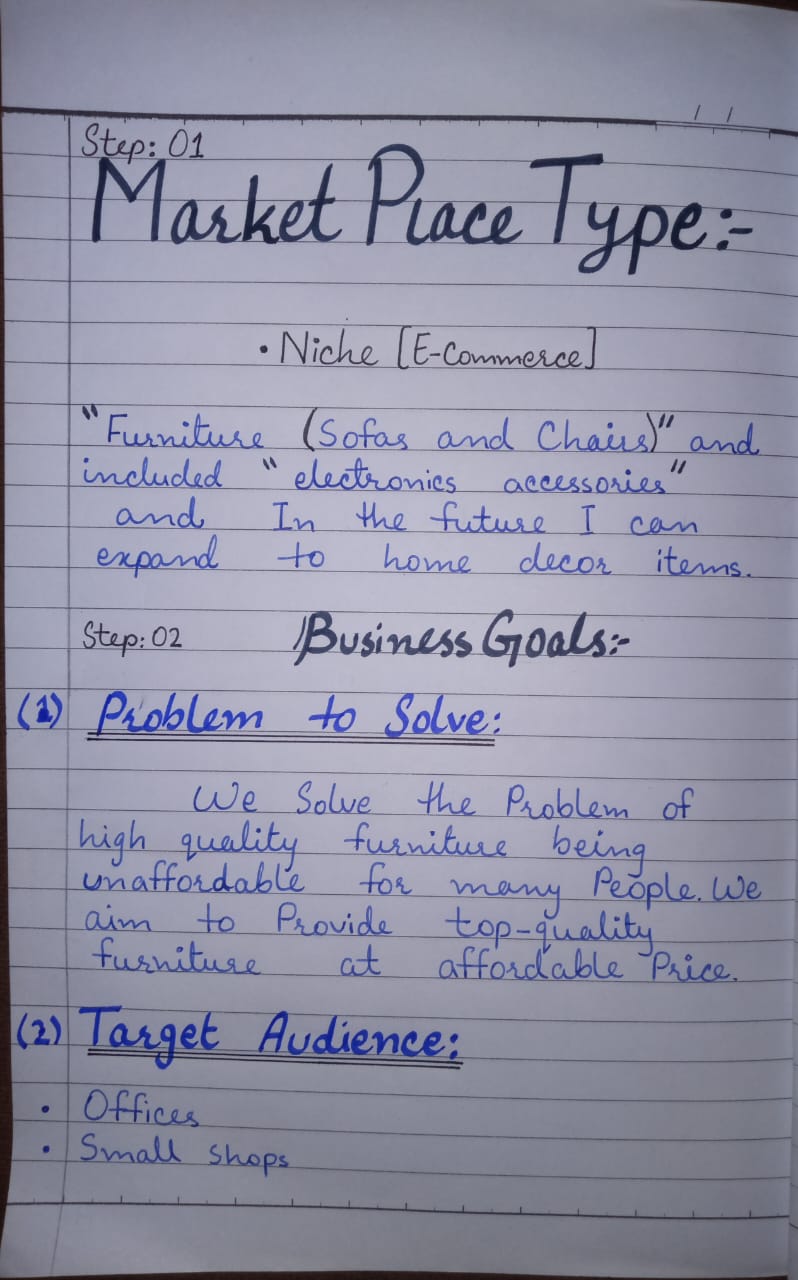 Step: 01
Market Place Type:-
• Niche [E-Commerce]
"Furniture (Sofas and Chairs)" and
included "electronics accessories"
and In the future I can
expand to home decor items.
Step: 02 Business Goals:-
(1) Problem to Solve:
We Solve the Problem of
high quality furniture being
unaffordable for many People. We
aim to Provide top-quality
furniture at affordable Price.
(2) Target Audience:
• Offices
• Small shops